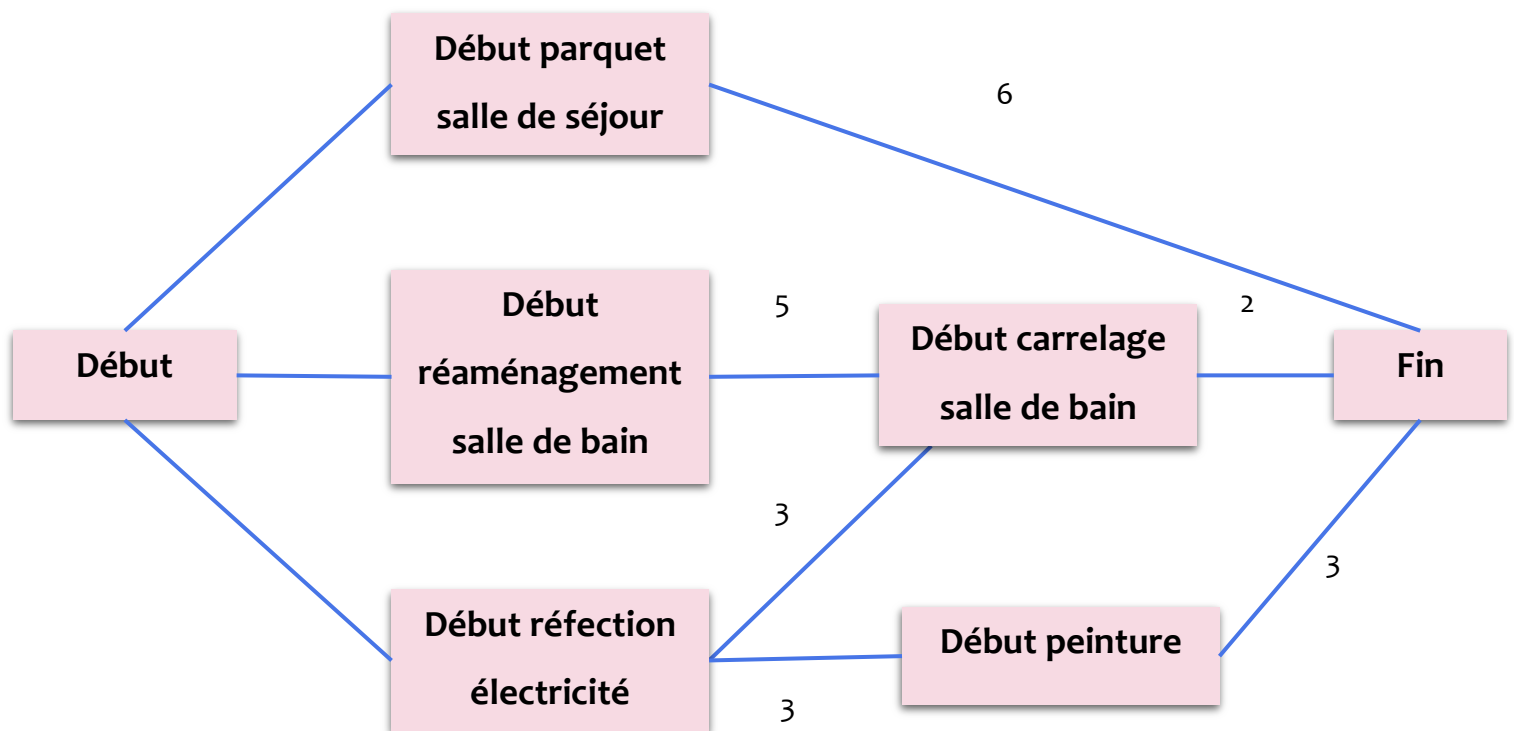 Début parquet
salle de séjour
6
Début
Début
réaménagement
salle de bain
5
Début carrelage
salle de bain
2
Fin
3
Début réfection
électricité
3
Début peinture
3